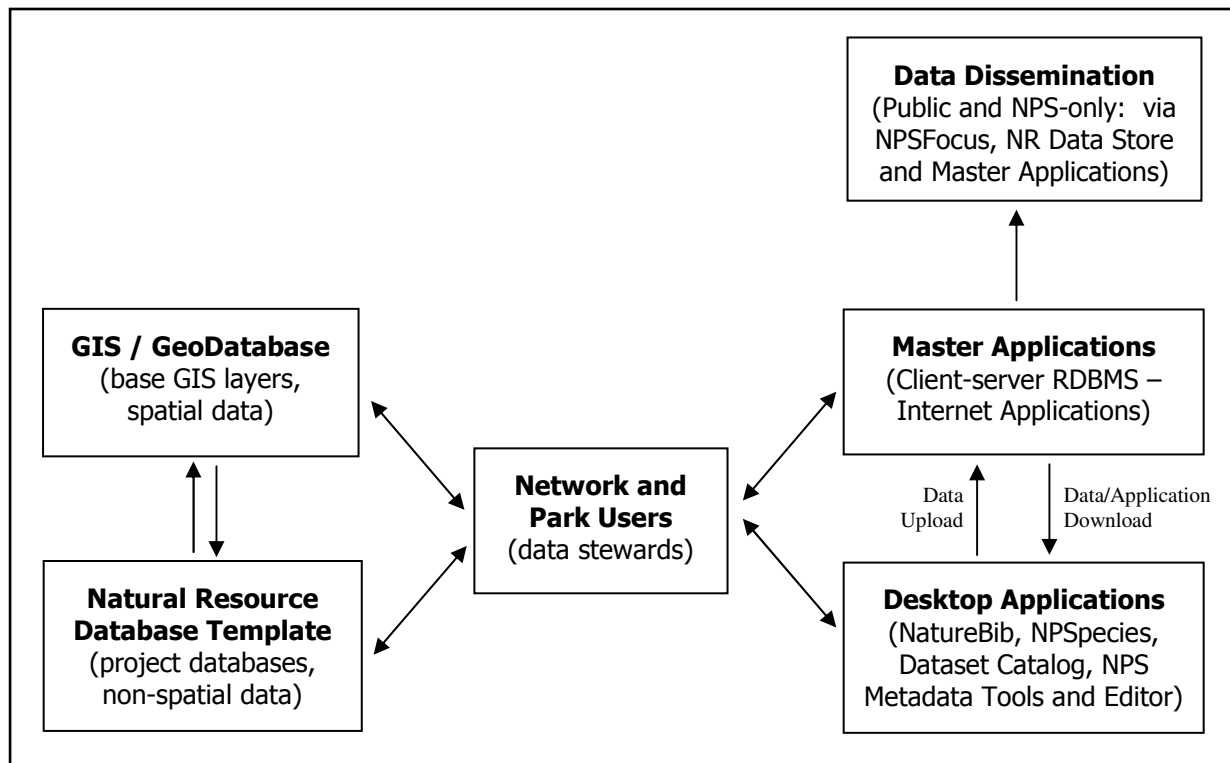 Data Dissemination
(Public and NPS-only:  via
NPSFocus, NR Data Store
and Master Applications)
GIS / GeoDatabase
(base GIS layers,
spatial data)
Master Applications
(Client-server RDBMS –
Internet Applications)
Network and
Park Users
(data stewards)
Data
Upload
Data/Application
Download
Natural Resource
Database Template
(project databases,
non-spatial data)
Desktop Applications
(NatureBib, NPSpecies,
Dataset Catalog, NPS
Metadata Tools and Editor)